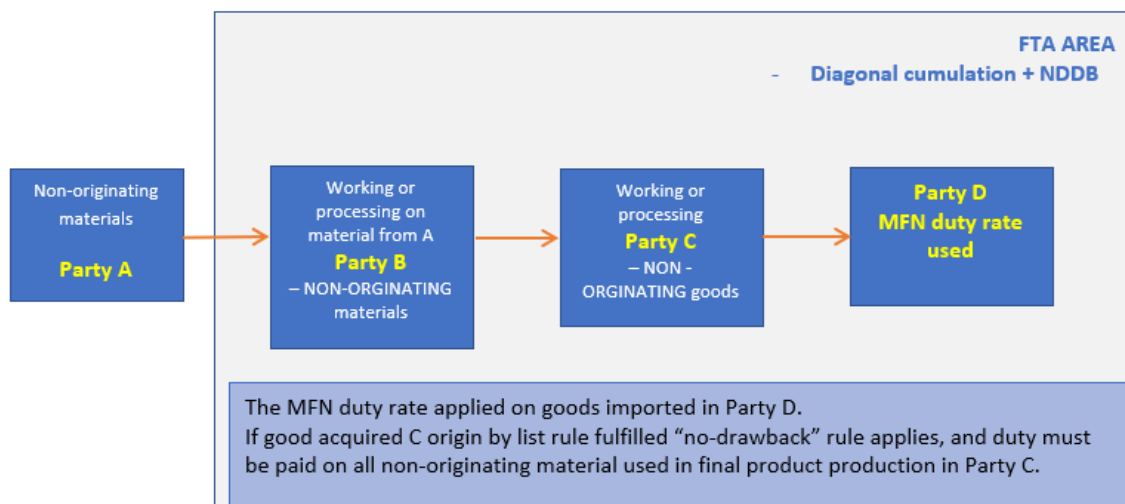 FTA AREA
- Diagonal cumulation + NDDB
Non-originating
materials
Party A
Working or
processing on
material from A
Party B
– NON-ORGINATING
materials
Working or
processing
Party C
– NON -
ORGINATING goods
Party D
MFN duty rate
used
The MFN duty rate applied on goods imported in Party D.
If good acquired C origin by list rule fulfilled “no-drawback” rule applies, and duty must
be paid on all non-originating material used in final product production in Party C.